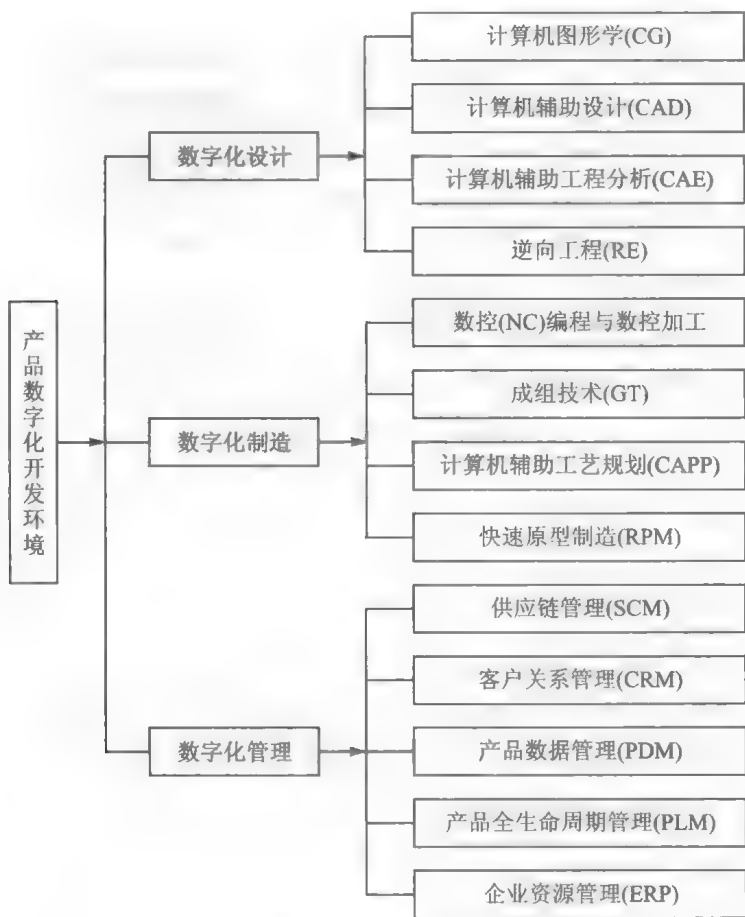 产品数字化开发环境
数字化设计
计算机图形学(CG)
计算机辅助设计(CAD)
计算机辅助工程分析(CAE)
逆向工程(RE)
数字化制造
数控(NC)编程与数控加工
成组技术(GT)
计算机辅助工艺规划(CAPP)
快速原型制造(RPM)
数字化管理
供应链管理(SCM)
客户关系管理(CRM)
产品数据管理(PDM)
产品全生命周期管理(PLM)
企业资源管理(ERP)